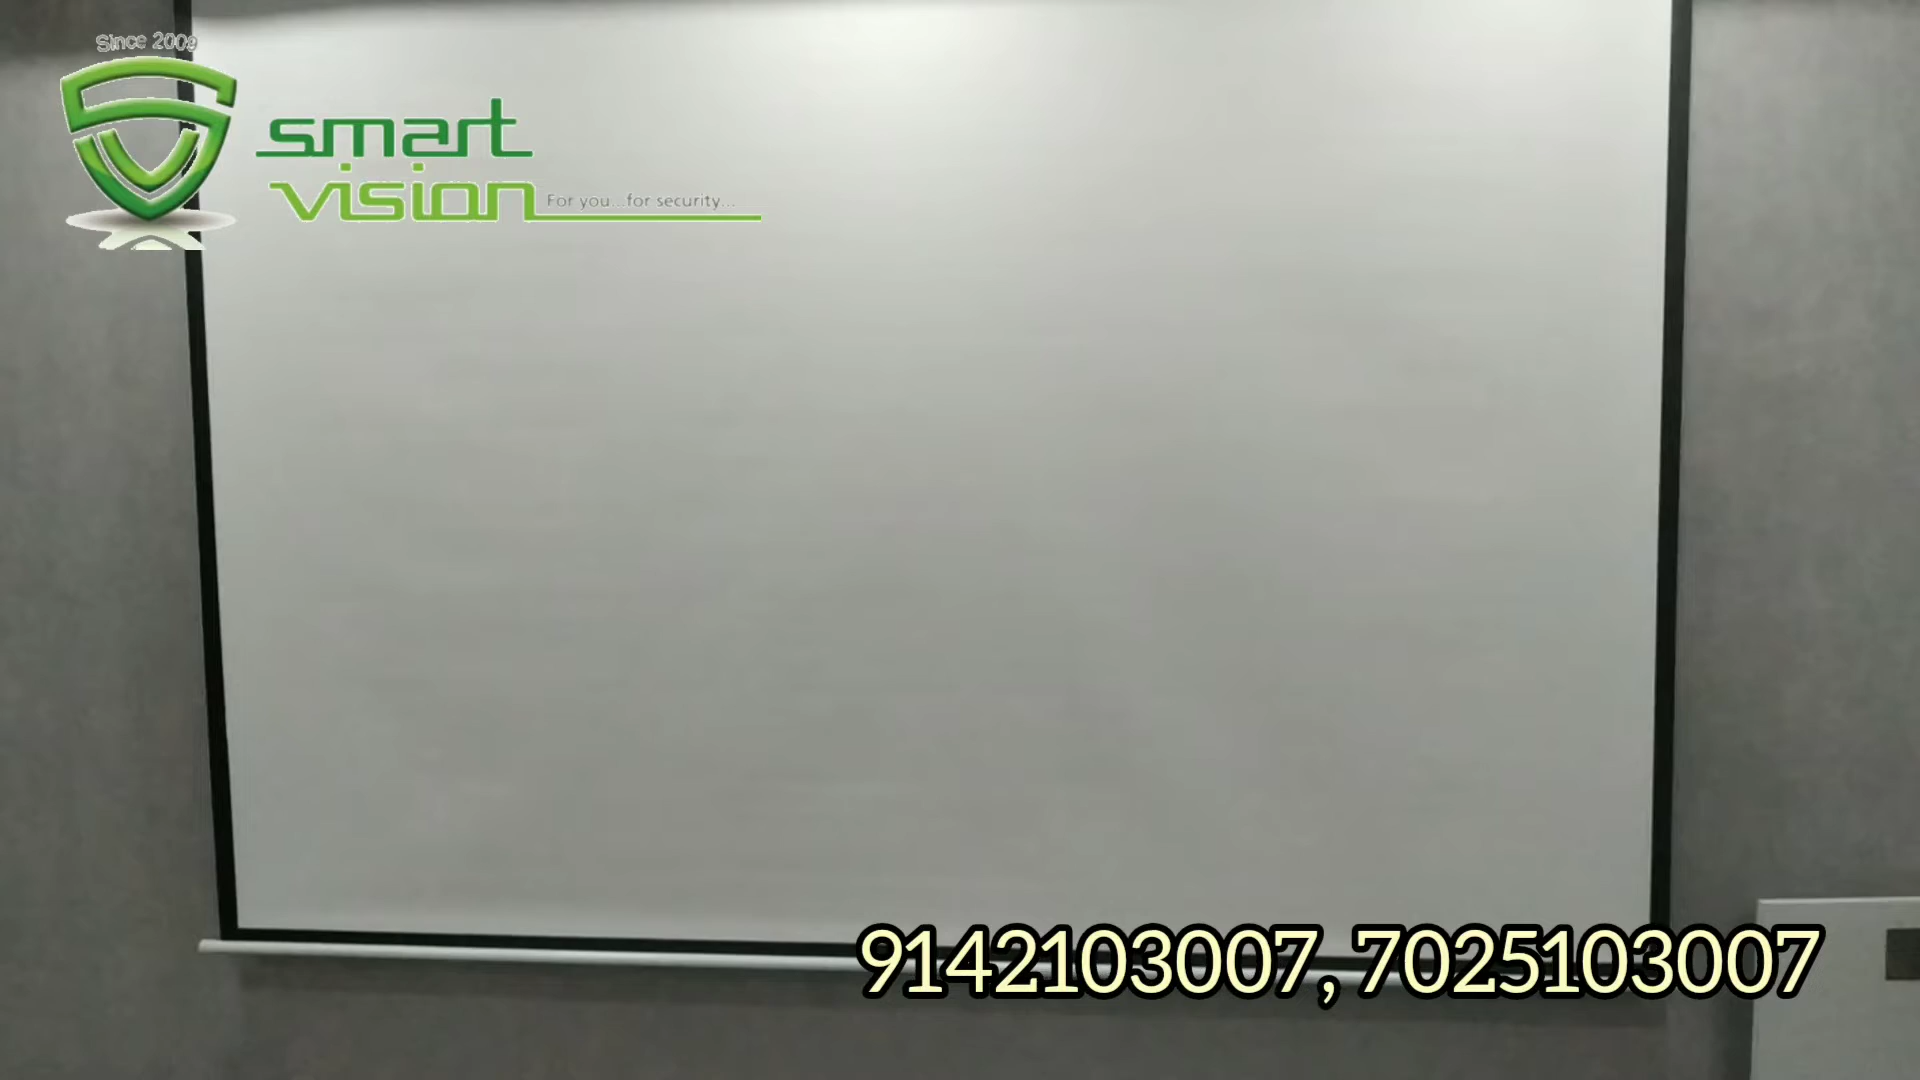 Since 2009
smart
vision
For you...for security...
9142103007, 7025103007